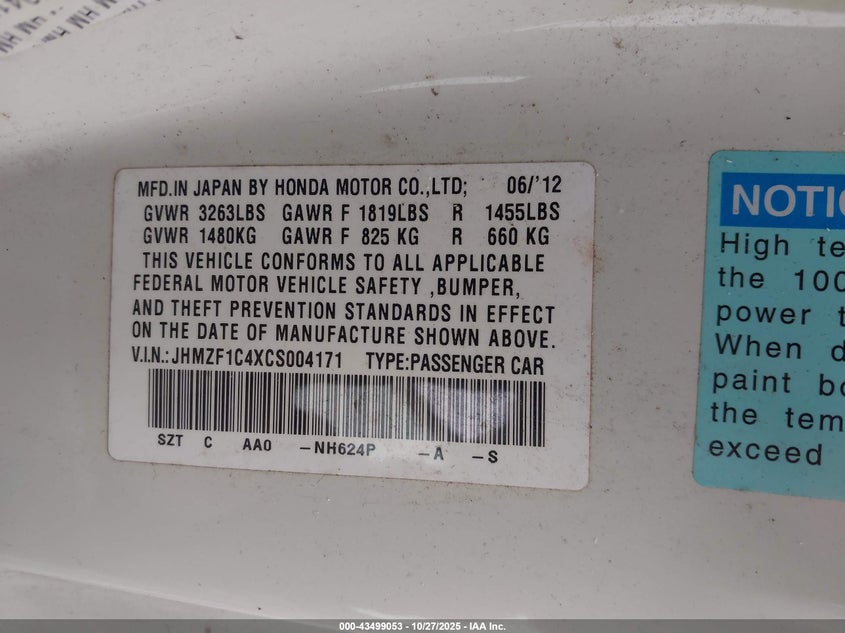 MFD.IN JAPAN BY HONDA MOTOR CO.,LTD; 06/'12
GVWR 3263LBS GAWR F 1819LBS R 1455LBS
GVWR 1480KG GAWR F 825 KG R 660 KG
THIS VEHICLE CONFORMS TO ALL APPLICABLE
FEDERAL MOTOR VEHICLE SAFETY ,BUMPER,
AND THEFT PREVENTION STANDARDS IN EFFECT
ON THE DATE OF MANUFACTURE SHOWN ABOVE.
V.I.N.:JHMZF1C4XCS004171 TYPE:PASSENGER CAR
SZT C AA0 -NH624P -A -S
NOTIC
High te
the 100
power t
When d
paint bo
the tem
exceed
000-43499053 - 10/27/2025 - IAA Inc.